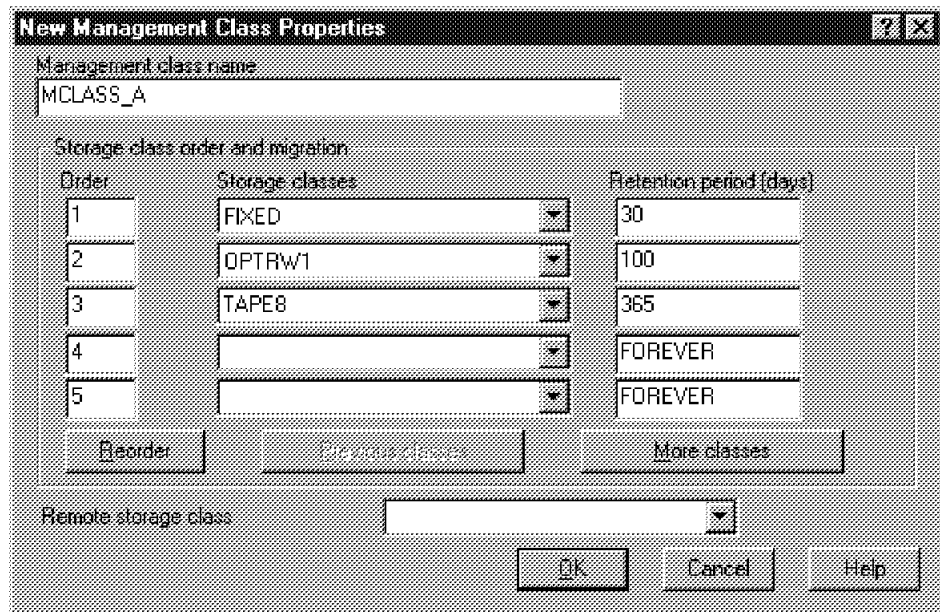 New Management Class Properties
Management class name
MCLASS_A
Storage class order and migration
Order Storage classes Retention period [days]
1 FIXED 30
2 OPTRW1 100
3 TAPE8 365
4 FOREVER
5 FOREVER
Reorder Previous classes More classes
Remote storage class
OK Cancel Help